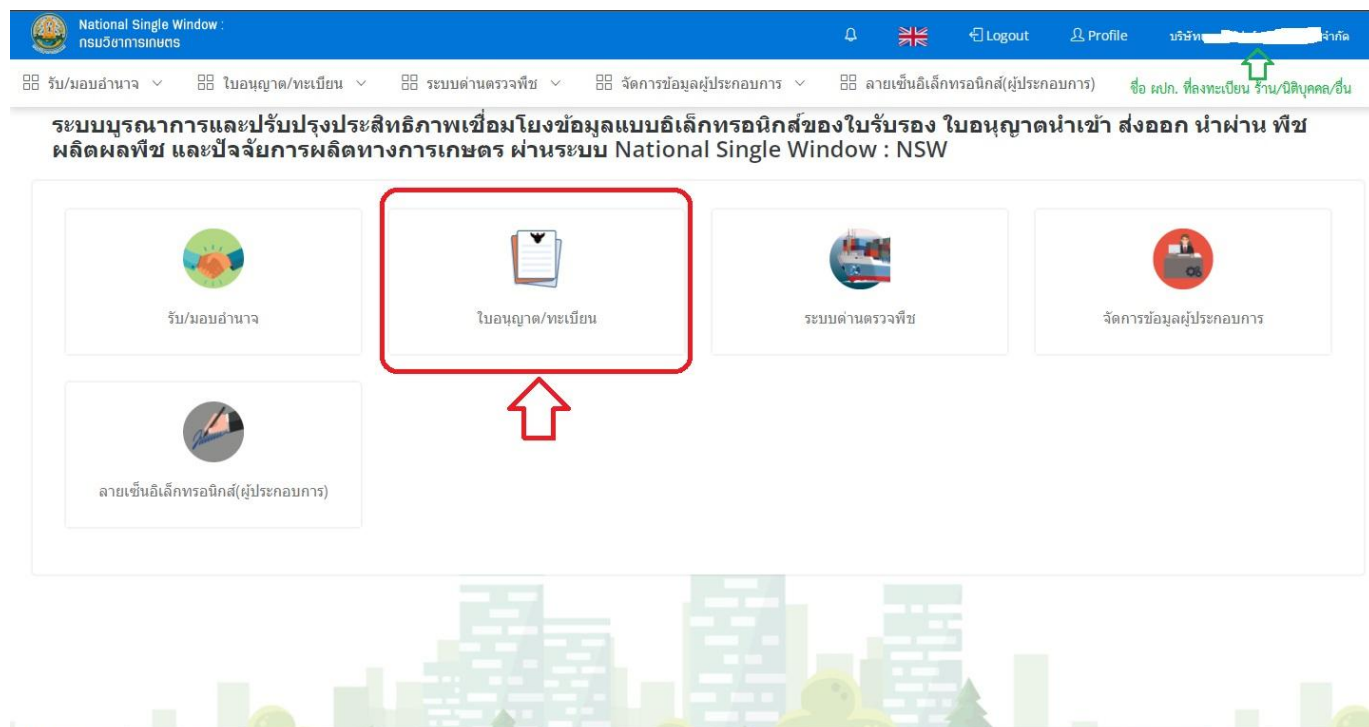 National Single Window :
กรมวิชาการเกษตร
Logout
Profile
บริษัท
จำกัด
รับ/มอบอำนาจ
ใบอนุญาต/ทะเบียน
ระบบด่านตรวจพืช
จัดการข้อมูลผู้ประกอบการ
ลายเซ็นอิเล็กทรอนิกส์(ผู้ประกอบการ)
ชื่อ ผปก. ที่ลงทะเบียน ร้าน/นิติบุคคล/อื่น
ระบบบูรณาการและปรับปรุงประสิทธิภาพเชื่อมโยงข้อมูลแบบอิเล็กทรอนิกส์ของใบรับรอง ใบอนุญาตนำเข้า ส่งออก นำผ่าน พืช
ผลิตผลพืช และปัจจัยการผลิตทางการเกษตร ผ่านระบบ National Single Window : NSW
รับ/มอบอำนาจ
ใบอนุญาต/ทะเบียน
ระบบด่านตรวจพืช
จัดการข้อมูลผู้ประกอบการ
ลายเซ็นอิเล็กทรอนิกส์(ผู้ประกอบการ)